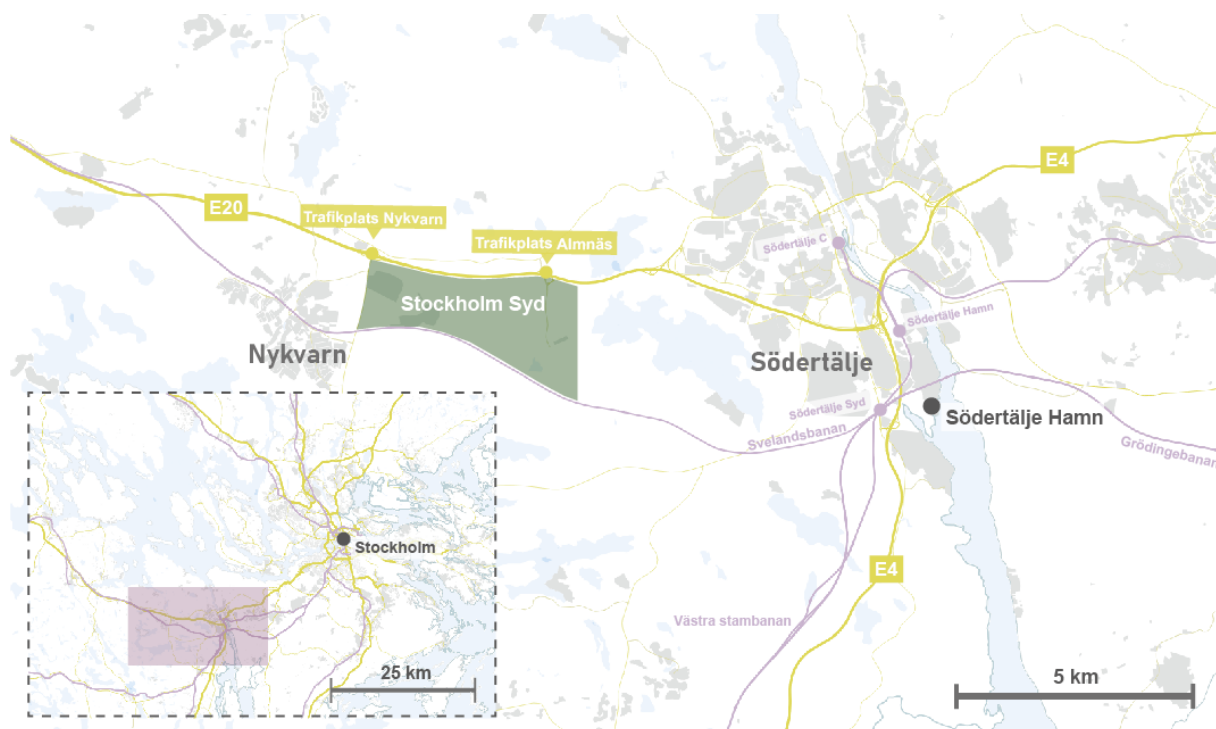 E4
E20
Trafikplats Nykvarn
Trafikplats Almnäs
Södertälje C
Stockholm Syd
Södertälje Hamn
Nykvarn
Södertälje
Södertälje Syd
Södertälje Hamn
Svelandsbanan
Grödingebanan
Stockholm
E4
Västra stambanan
25 km
5 km